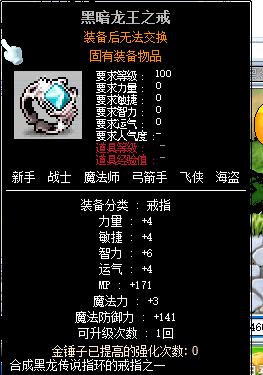 黑暗龙王之戒
装备后无法交换
固有装备物品
要求等级 : 100
要求力量 : 0
要求敏捷 : 0
要求智力 : 0
要求运气 : 0
要求人气度 : -
道具等级 : -
道具经验值 : -
新手 战士 魔法师 弓箭手 飞侠 海盗
装备分类 : 戒指
力量 : +4
敏捷 : +4
智力 : +6
运气 : +4
MP : +171
魔法力 : +3
魔法防御力 : +141
可升级次数 : 1回
金锤子已提高的强化次数: 0
合成黑龙传说指环的戒指之一